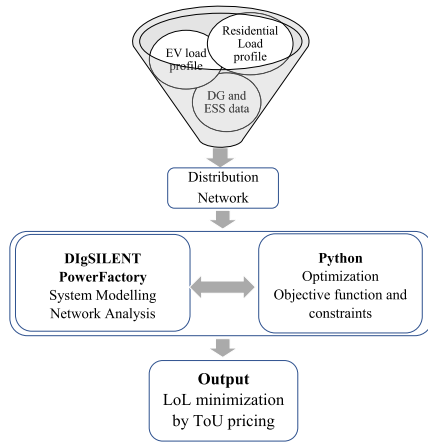 EV load
profile
Residential
Load
profile
DG and
ESS data
Distribution
Network
DIgSILENT
PowerFactory
System Modelling
Network Analysis
Python
Optimization
Objective function and
constraints
Output
LoL minimization
by ToU pricing